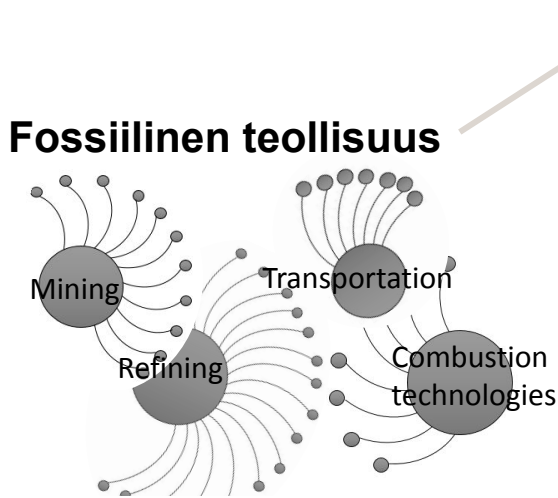 Fossiilinen teollisuus
Mining
Transportation
Refining
Combustion
technologies